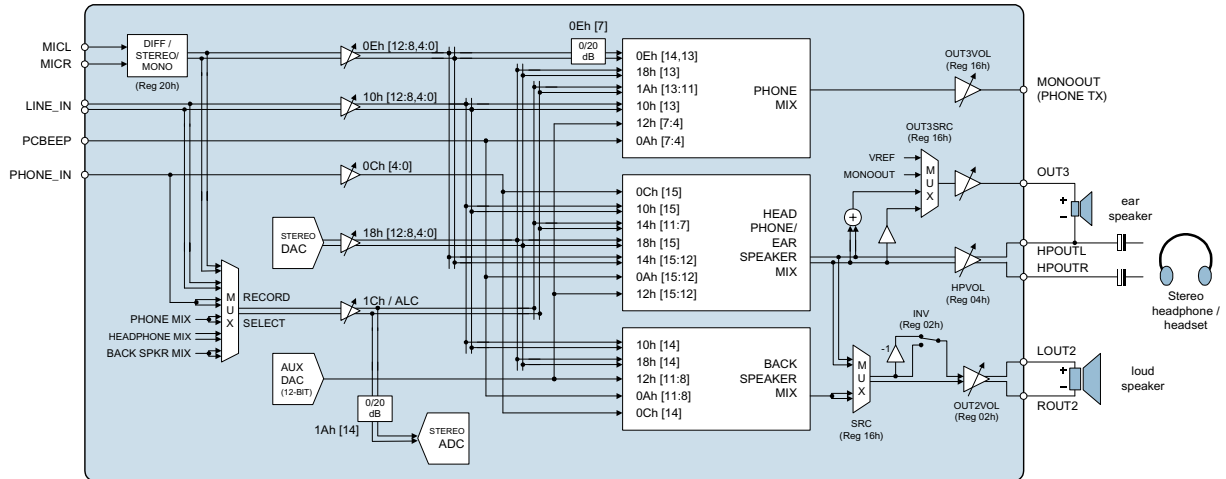 MICL
MICR
LINE_IN
PCBEEP
PHONE_IN
DIFF /
STEREO/
MONO
(Reg 20h)
0Eh [12:8,4:0]
10h [12:8,4:0]
0Ch [4:0]
STEREO
DAC
18h [12:8,4:0]
MUX
RECORD
SELECT
PHONE MIX
HEADPHONE MIX
BACK SPKR MIX
1Ch / ALC
AUX
DAC
(12-BIT)
0/20
dB
1Ah [14]
STEREO
ADC
0Eh [7]
0/20
dB
0Eh [14,13]
18h [13]
1Ah [13:11]
10h [13]
12h [7:4]
0Ah [7:4]
PHONE
MIX
0Ch [15]
10h [15]
14h [11:7]
18h [15]
14h [15:12]
0Ah [15:12]
12h [15:12]
HEAD
PHONE/
EAR
SPEAKER
MIX
10h [14]
18h [14]
12h [11:8]
0Ah [11:8]
0Ch [14]
BACK
SPEAKER
MIX
OUT3VOL
(Reg 16h)
MONOOUT
(PHONE TX)
OUT3SRC
(Reg 16h)
VREF
MONOOUT
MUX
+
OUT3
+
−
ear
speaker
HPOUTL
HPOUTR
HPVOL
(Reg 04h)
Stereo
headphone /
headset
INV
(Reg 02h)
-1
MUX
SRC
(Reg 16h)
OUT2VOL
(Reg 02h)
LOUT2
+
−
ROUT2
loud
speaker